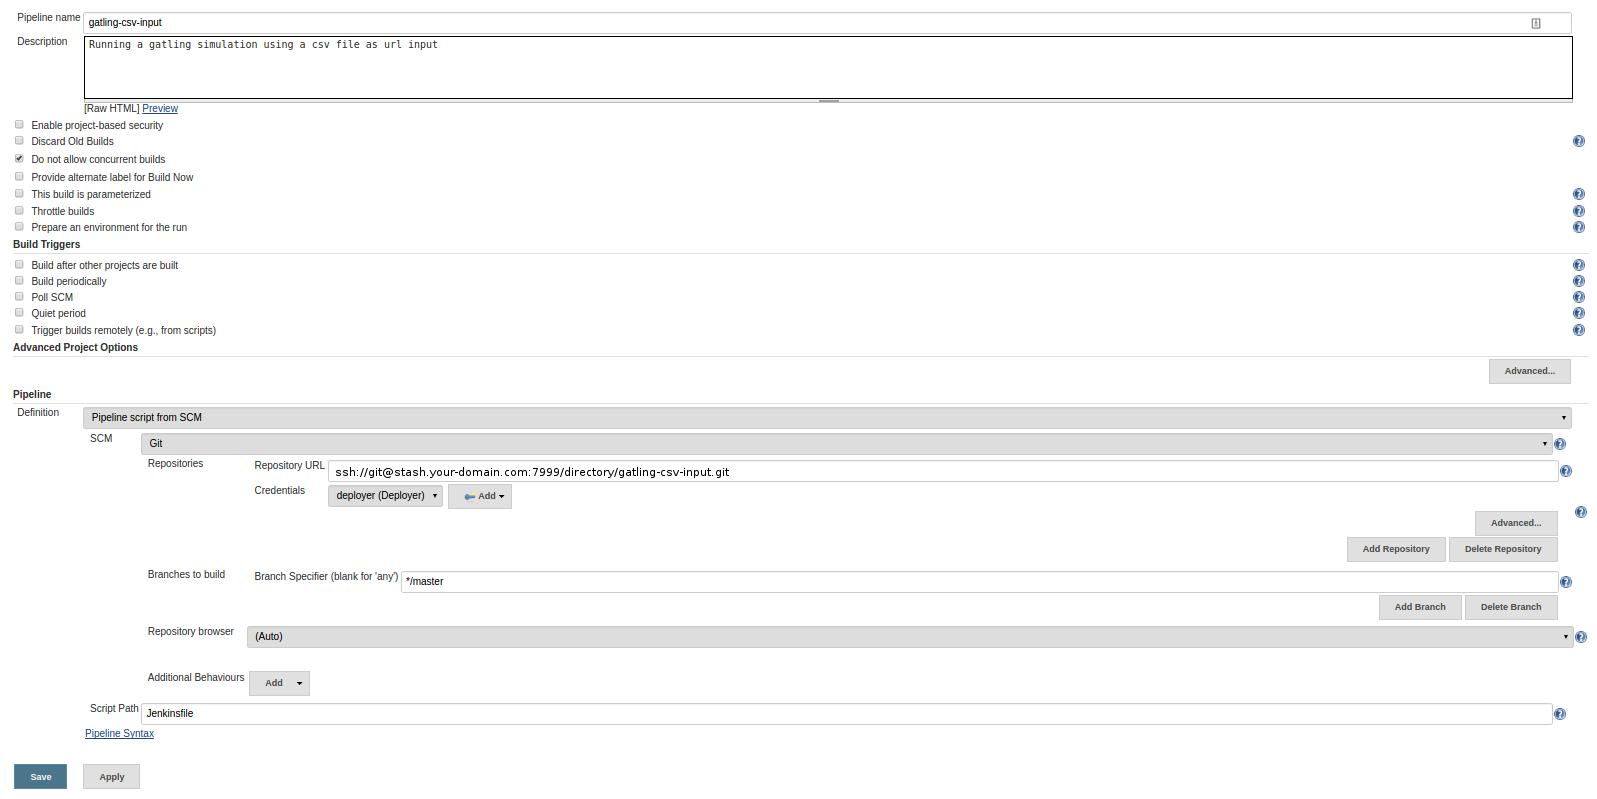 Pipeline name gatling-csv-input
Description Running a gatling simulation using a csv file as url input
[Raw HTML] Preview
Enable project-based security
Discard Old Builds
Do not allow concurrent builds
Provide alternate label for Build Now
This build is parameterized
Throttle builds
Prepare an environment for the run
Build Triggers
Build after other projects are built
Build periodically
Poll SCM
Quiet period
Trigger builds remotely (e.g., from scripts)
Advanced Project Options
Advanced...
Pipeline
Definition Pipeline script from SCM
SCM Git
Repositories Repository URL ssh://git@stash.your-domain.com:7999/directory/gatling-csv-input.git
Credentials deployer (Deployer) Add
Advanced...
Add Repository Delete Repository
Branches to build Branch Specifier (blank for 'any') */master
Add Branch Delete Branch
Repository browser (Auto)
Additional Behaviours Add
Script Path Jenkinsfile
Pipeline Syntax
Save Apply